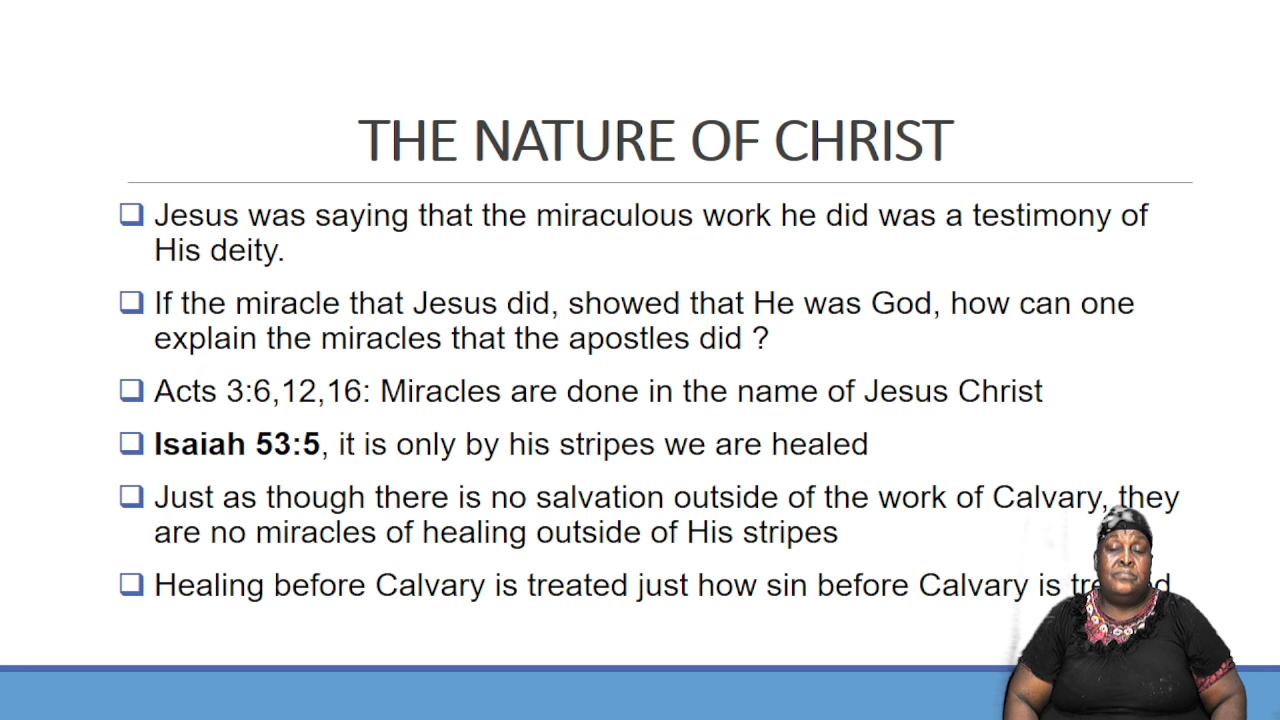 THE NATURE OF CHRIST
Jesus was saying that the miraculous work he did was a testimony of
His deity.
If the miracle that Jesus did, showed that He was God, how can one
explain the miracles that the apostles did ?
Acts 3:6,12,16: Miracles are done in the name of Jesus Christ
Isaiah 53:5, it is only by his stripes we are healed
Just as though there is no salvation outside of the work of Calvary, they
are no miracles of healing outside of His stripes
Healing before Calvary is treated just how sin before Calvary is